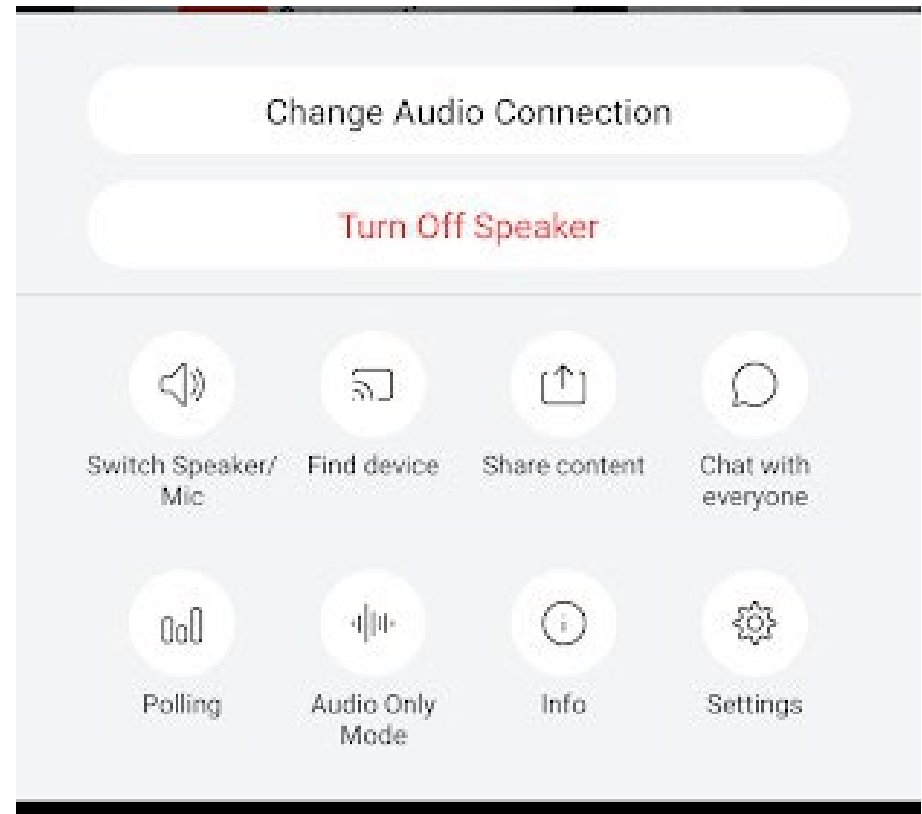 Change Audio Connection
Turn Off Speaker
Switch Speaker/ Find device Share content Chat with
Mic everyone
Polling Audio Only Info Settings
Mode